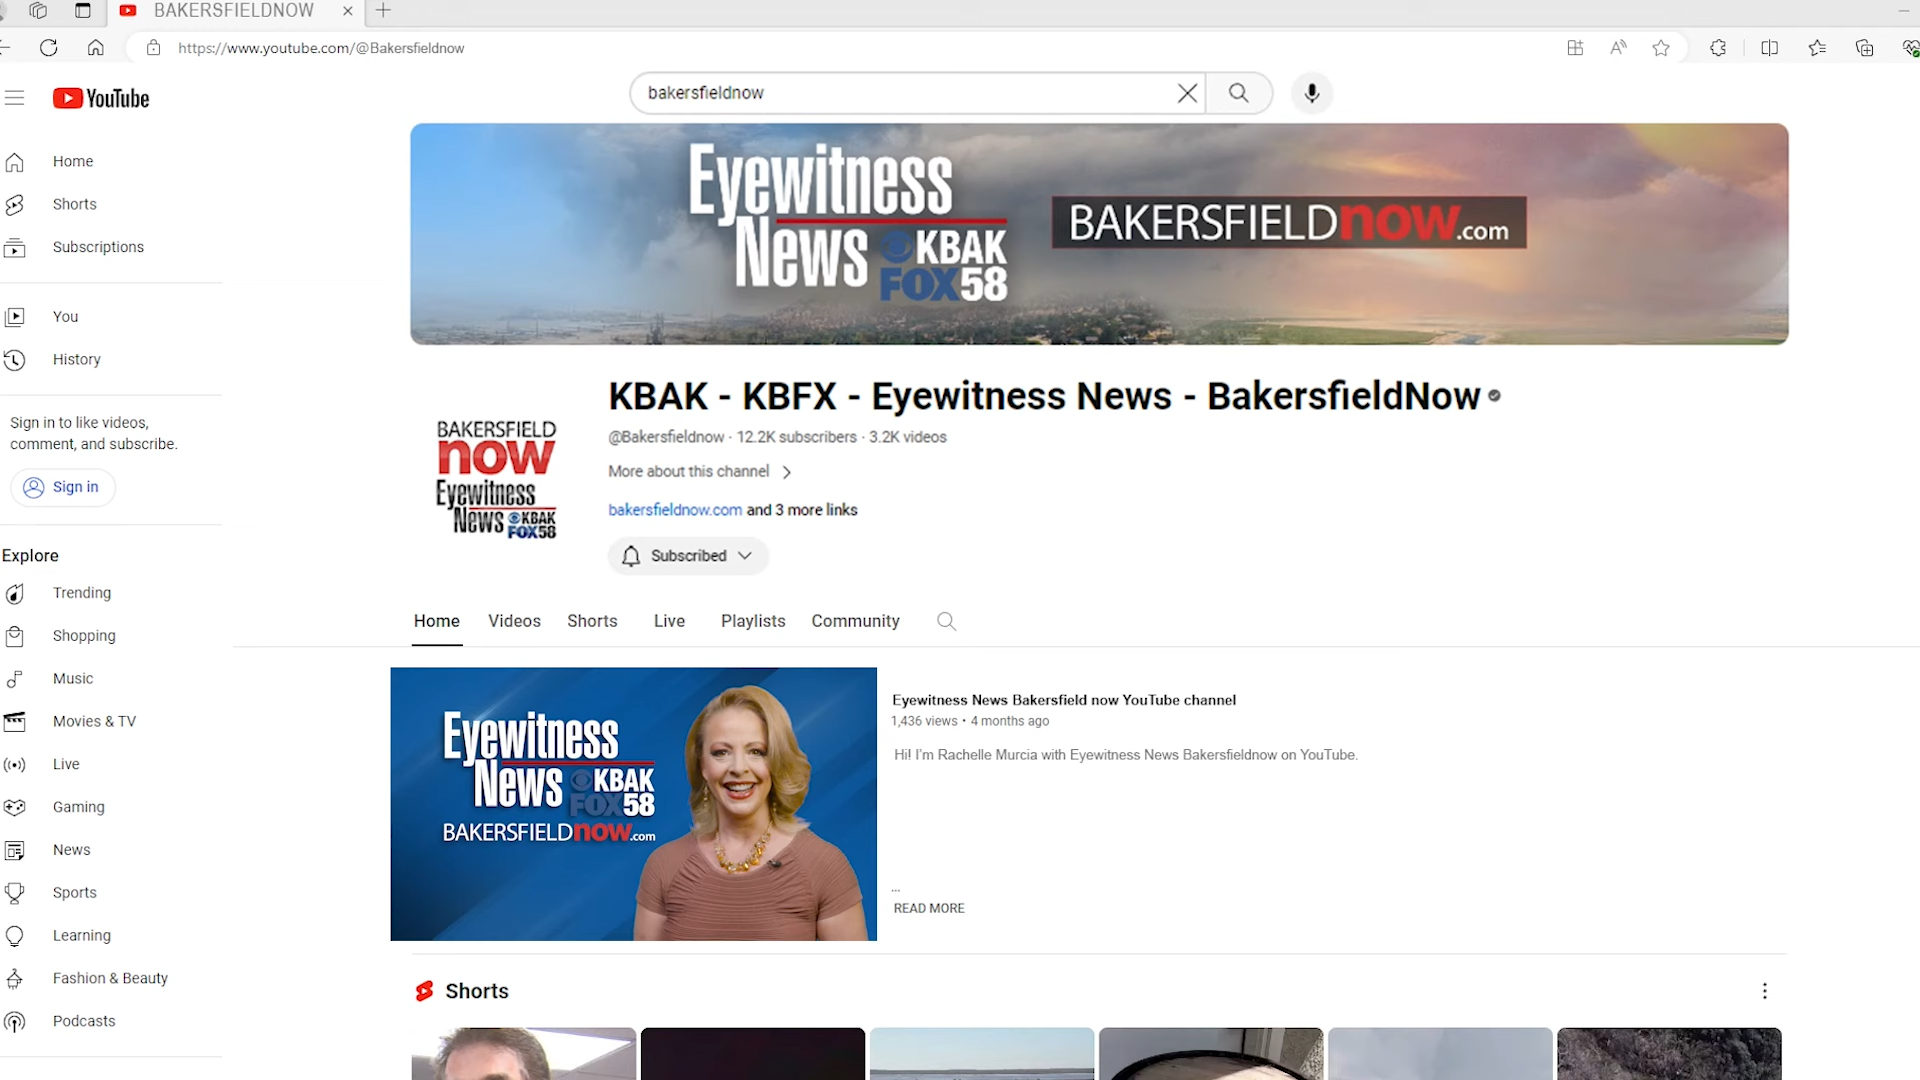 BAKERSFIELDNOW
https://www.youtube.com/@Bakersfieldnow
YouTube
bakersfieldnow
Home
Shorts
Subscriptions
You
History
Sign in to like videos,
comment, and subscribe.
Sign in
Explore
Trending
Shopping
Music
Movies & TV
Live
Gaming
News
Sports
Learning
Fashion & Beauty
Podcasts
Eyewitness
News KBAK
FOX58
BAKERSFIELDnow.com
BAKERSFIELD
now
Eyewitness
News KBAK
FOX58
KBAK - KBFX - Eyewitness News - BakersfieldNow
@Bakersfieldnow · 12.2K subscribers · 3.2K videos
More about this channel
bakersfieldnow.com and 3 more links
Subscribed
Home Videos Shorts Live Playlists Community
Eyewitness
News KBAK
FOX58
BAKERSFIELDnow.com
Eyewitness News Bakersfield now YouTube channel
1,436 views • 4 months ago
Hi! I'm Rachelle Murcia with Eyewitness News Bakersfieldnow on YouTube.
...
READ MORE
Shorts